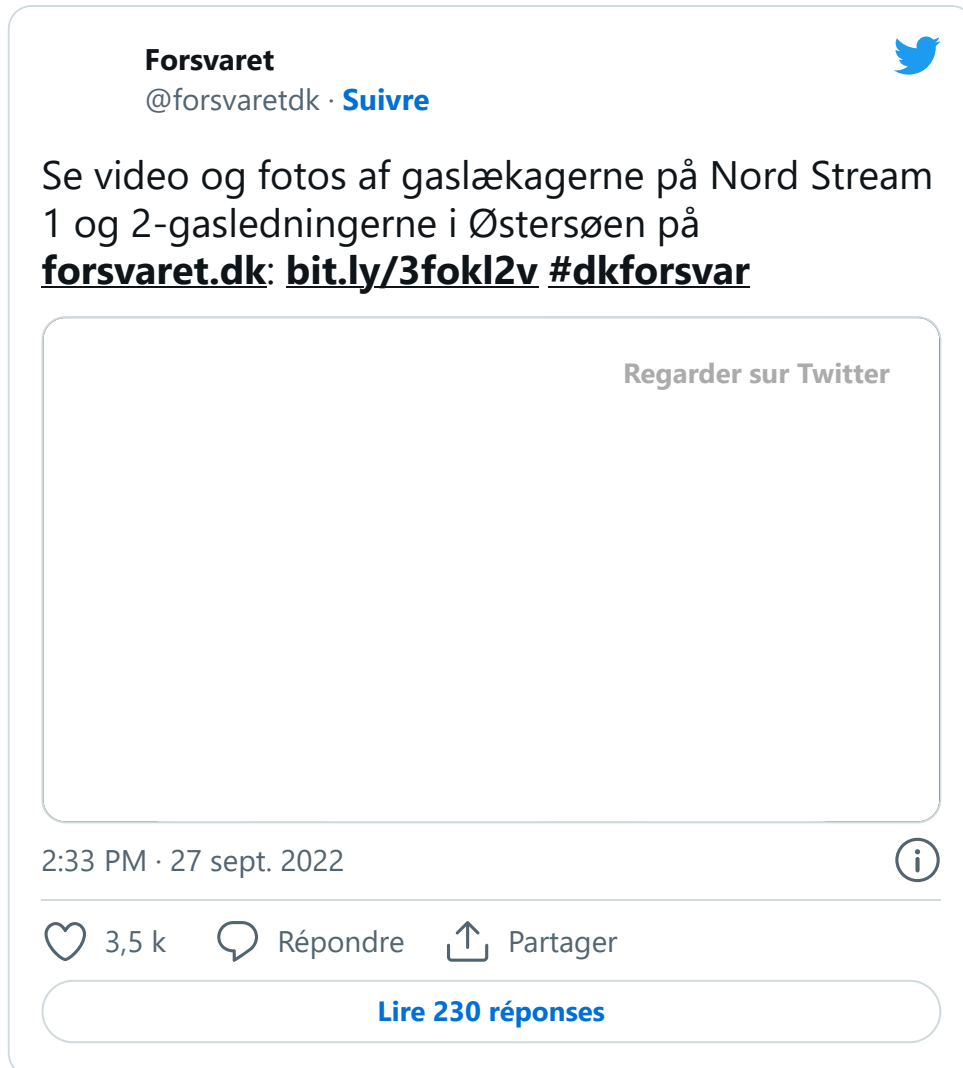 Forsvaret
@forsvaretdk · Suivre
Se video og fotos af gaslækagerne på Nord Stream
1 og 2-gasledningerne i Østersøen på
forsvaret.dk: bit.ly/3fokl2v #dkforsvar
Regarder sur Twitter
2:33 PM · 27 sept. 2022
3,5 k Répondre Partager
Lire 230 réponses